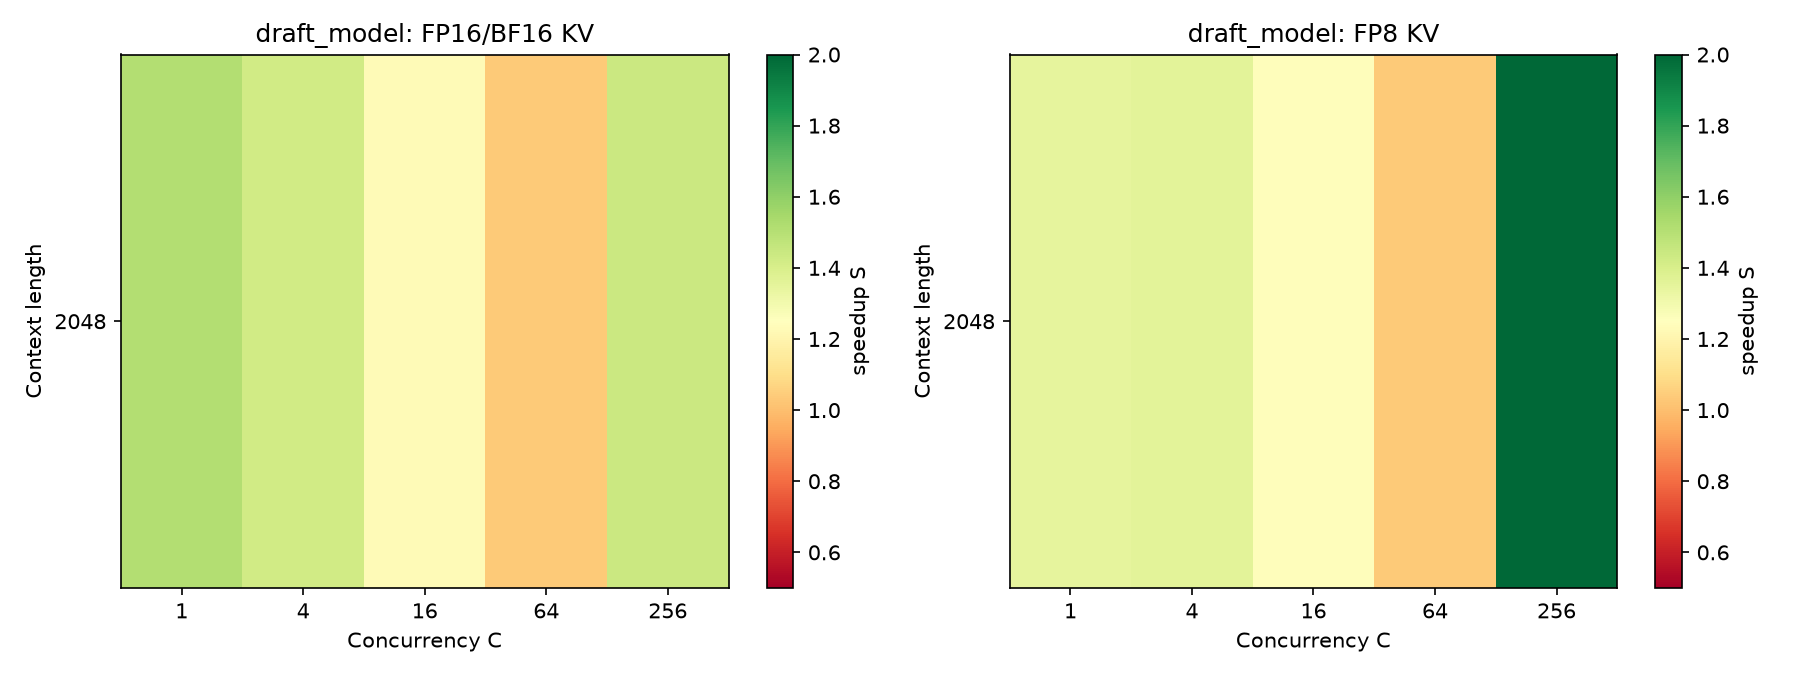 draft_model: FP16/BF16 KV
Context length
2048
1 4 16 64 256
Concurrency C
2.0
1.8
1.6
1.4
1.2
1.0
0.8
0.6
speedup S
draft_model: FP8 KV
Context length
2048
1 4 16 64 256
Concurrency C
2.0
1.8
1.6
1.4
1.2
1.0
0.8
0.6
speedup S